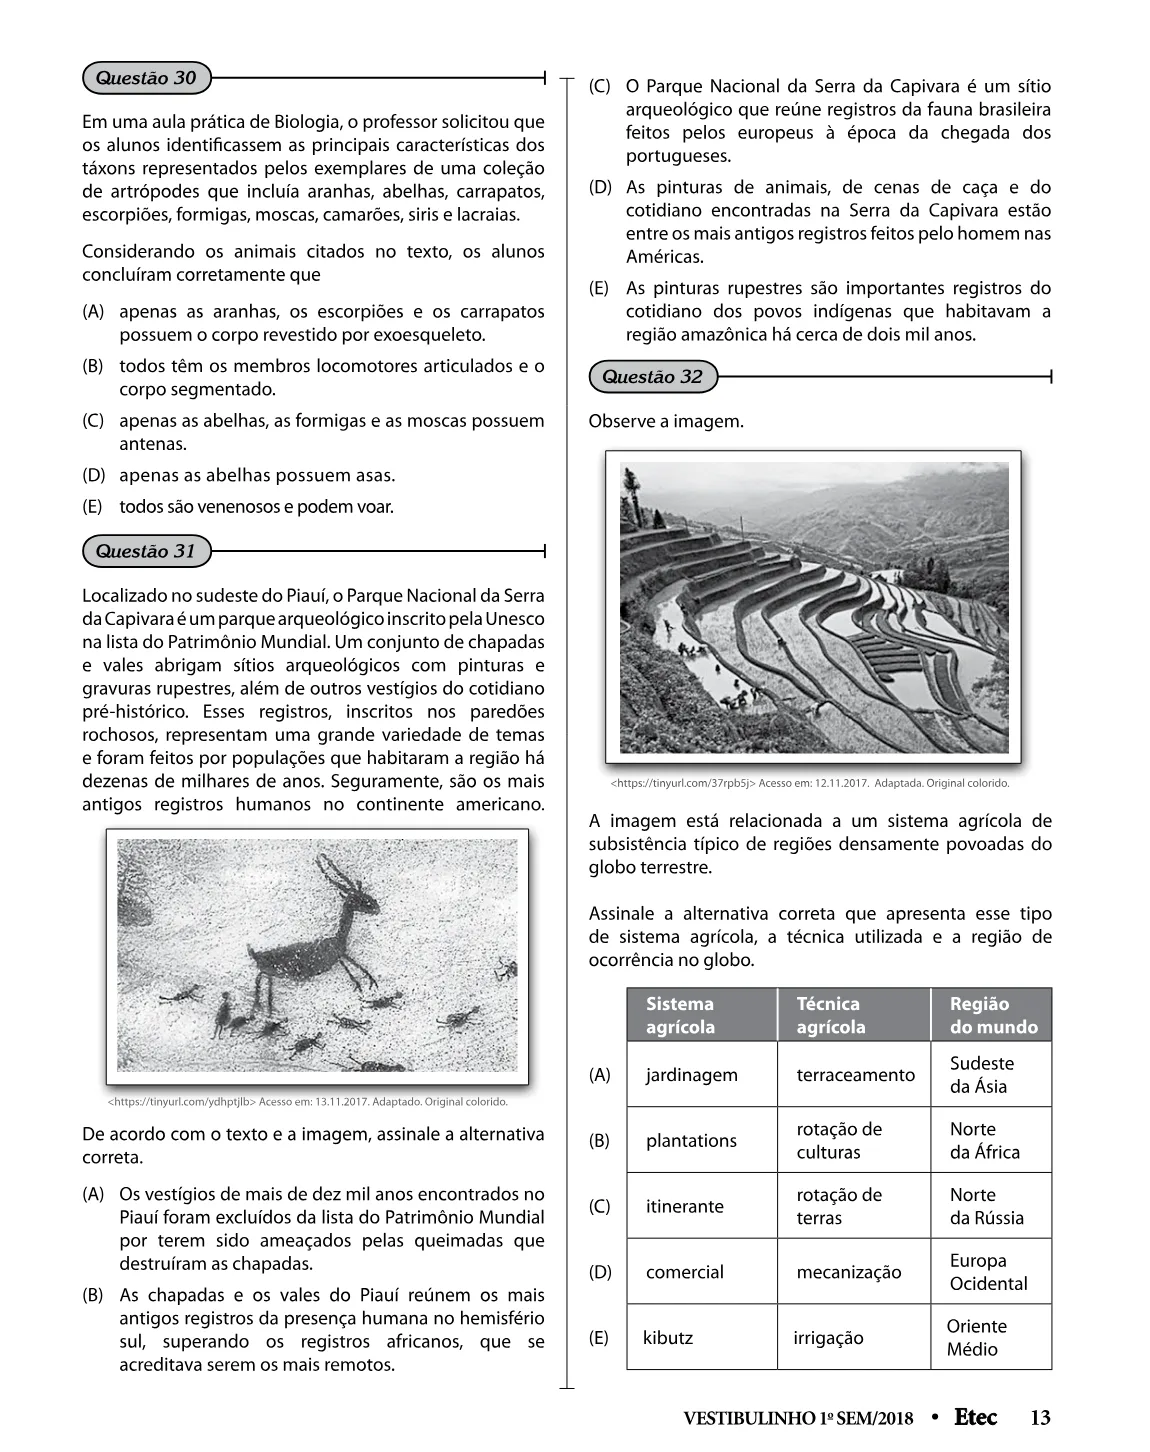 Questão 30
Em uma aula prática de Biologia, o professor solicitou que
os alunos identificassem as principais características dos
táxons representados pelos exemplares de uma coleção
de artrópodes que incluía aranhas, abelhas, carrapatos,
escorpiões, formigas, moscas, camarões, siris e lacraias.
Considerando os animais citados no texto, os alunos
concluíram corretamente que
(A) apenas as aranhas, os escorpiões e os carrapatos
possuem o corpo revestido por exoesqueleto.
(B) todos têm os membros locomotores articulados e o
corpo segmentado.
(C) apenas as abelhas, as formigas e as moscas possuem
antenas.
(D) apenas as abelhas possuem asas.
(E) todos são venenosos e podem voar.
Questão 31
Localizado no sudeste do Piauí, o Parque Nacional da Serra
da Capivara é um parque arqueológico inscrito pela Unesco
na lista do Patrimônio Mundial. Um conjunto de chapadas
e vales abrigam sítios arqueológicos com pinturas e
gravuras rupestres, além de outros vestígios do cotidiano
pré-histórico. Esses registros, inscritos nos paredões
rochosos, representam uma grande variedade de temas
e foram feitos por populações que habitaram a região há
dezenas de milhares de anos. Seguramente, são os mais
antigos registros humanos no continente americano.
<https://tinyurl.com/ydhptjlb> Acesso em: 13.11.2017. Adaptado. Original colorido.
De acordo com o texto e a imagem, assinale a alternativa
correta.
(A) Os vestígios de mais de dez mil anos encontrados no
Piauí foram excluídos da lista do Patrimônio Mundial
por terem sido ameaçados pelas queimadas que
destruíram as chapadas.
(B) As chapadas e os vales do Piauí reúnem os mais
antigos registros da presença humana no hemisfério
sul, superando os registros africanos, que se
acreditava serem os mais remotos.
(C) O Parque Nacional da Serra da Capivara é um sítio
arqueológico que reúne registros da fauna brasileira
feitos pelos europeus à época da chegada dos
portugueses.
(D) As pinturas de animais, de cenas de caça e do
cotidiano encontradas na Serra da Capivara estão
entre os mais antigos registros feitos pelo homem nas
Américas.
(E) As pinturas rupestres são importantes registros do
cotidiano dos povos indígenas que habitavam a
região amazônica há cerca de dois mil anos.
Questão 32
Observe a imagem.
<https://tinyurl.com/37rpb5j> Acesso em: 12.11.2017. Adaptada. Original colorido.
A imagem está relacionada a um sistema agrícola de
subsistência típico de regiões densamente povoadas do
globo terrestre.
Assinale a alternativa correta que apresenta esse tipo
de sistema agrícola, a técnica utilizada e a região de
ocorrência no globo.
Sistema agrícola Técnica agrícola Região do mundo
(A) jardinagem terraceamento Sudeste da Ásia
(B) plantations rotação de culturas Norte da África
(C) itinerante rotação de terras Norte da Rússia
(D) comercial mecanização Europa Ocidental
(E) kibutz irrigação Oriente Médio
VESTIBULINHO 1º SEM/2018 • Etec 13